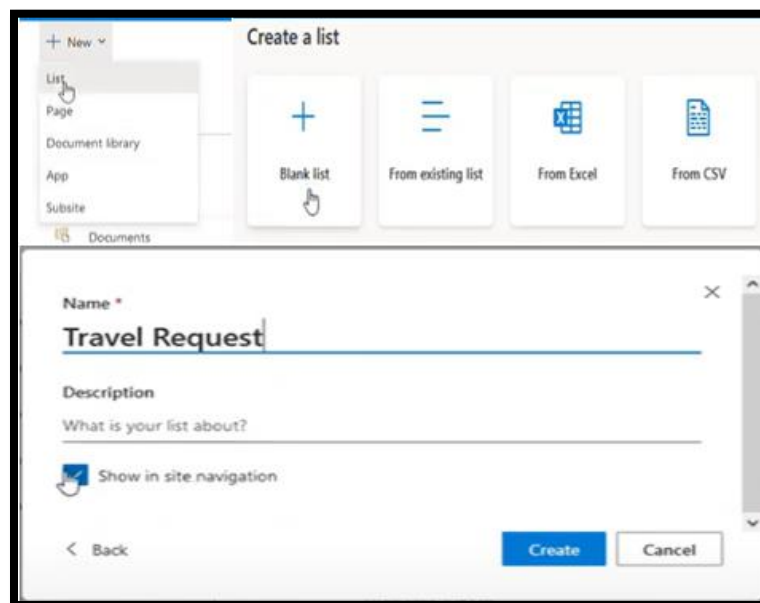 + New
List
Page
Document library
App
Subsite
Documents
Create a list
Blank list
From existing list
From Excel
From CSV
Name *
Travel Request
Description
What is your list about?
Show in site navigation
< Back
Create
Cancel